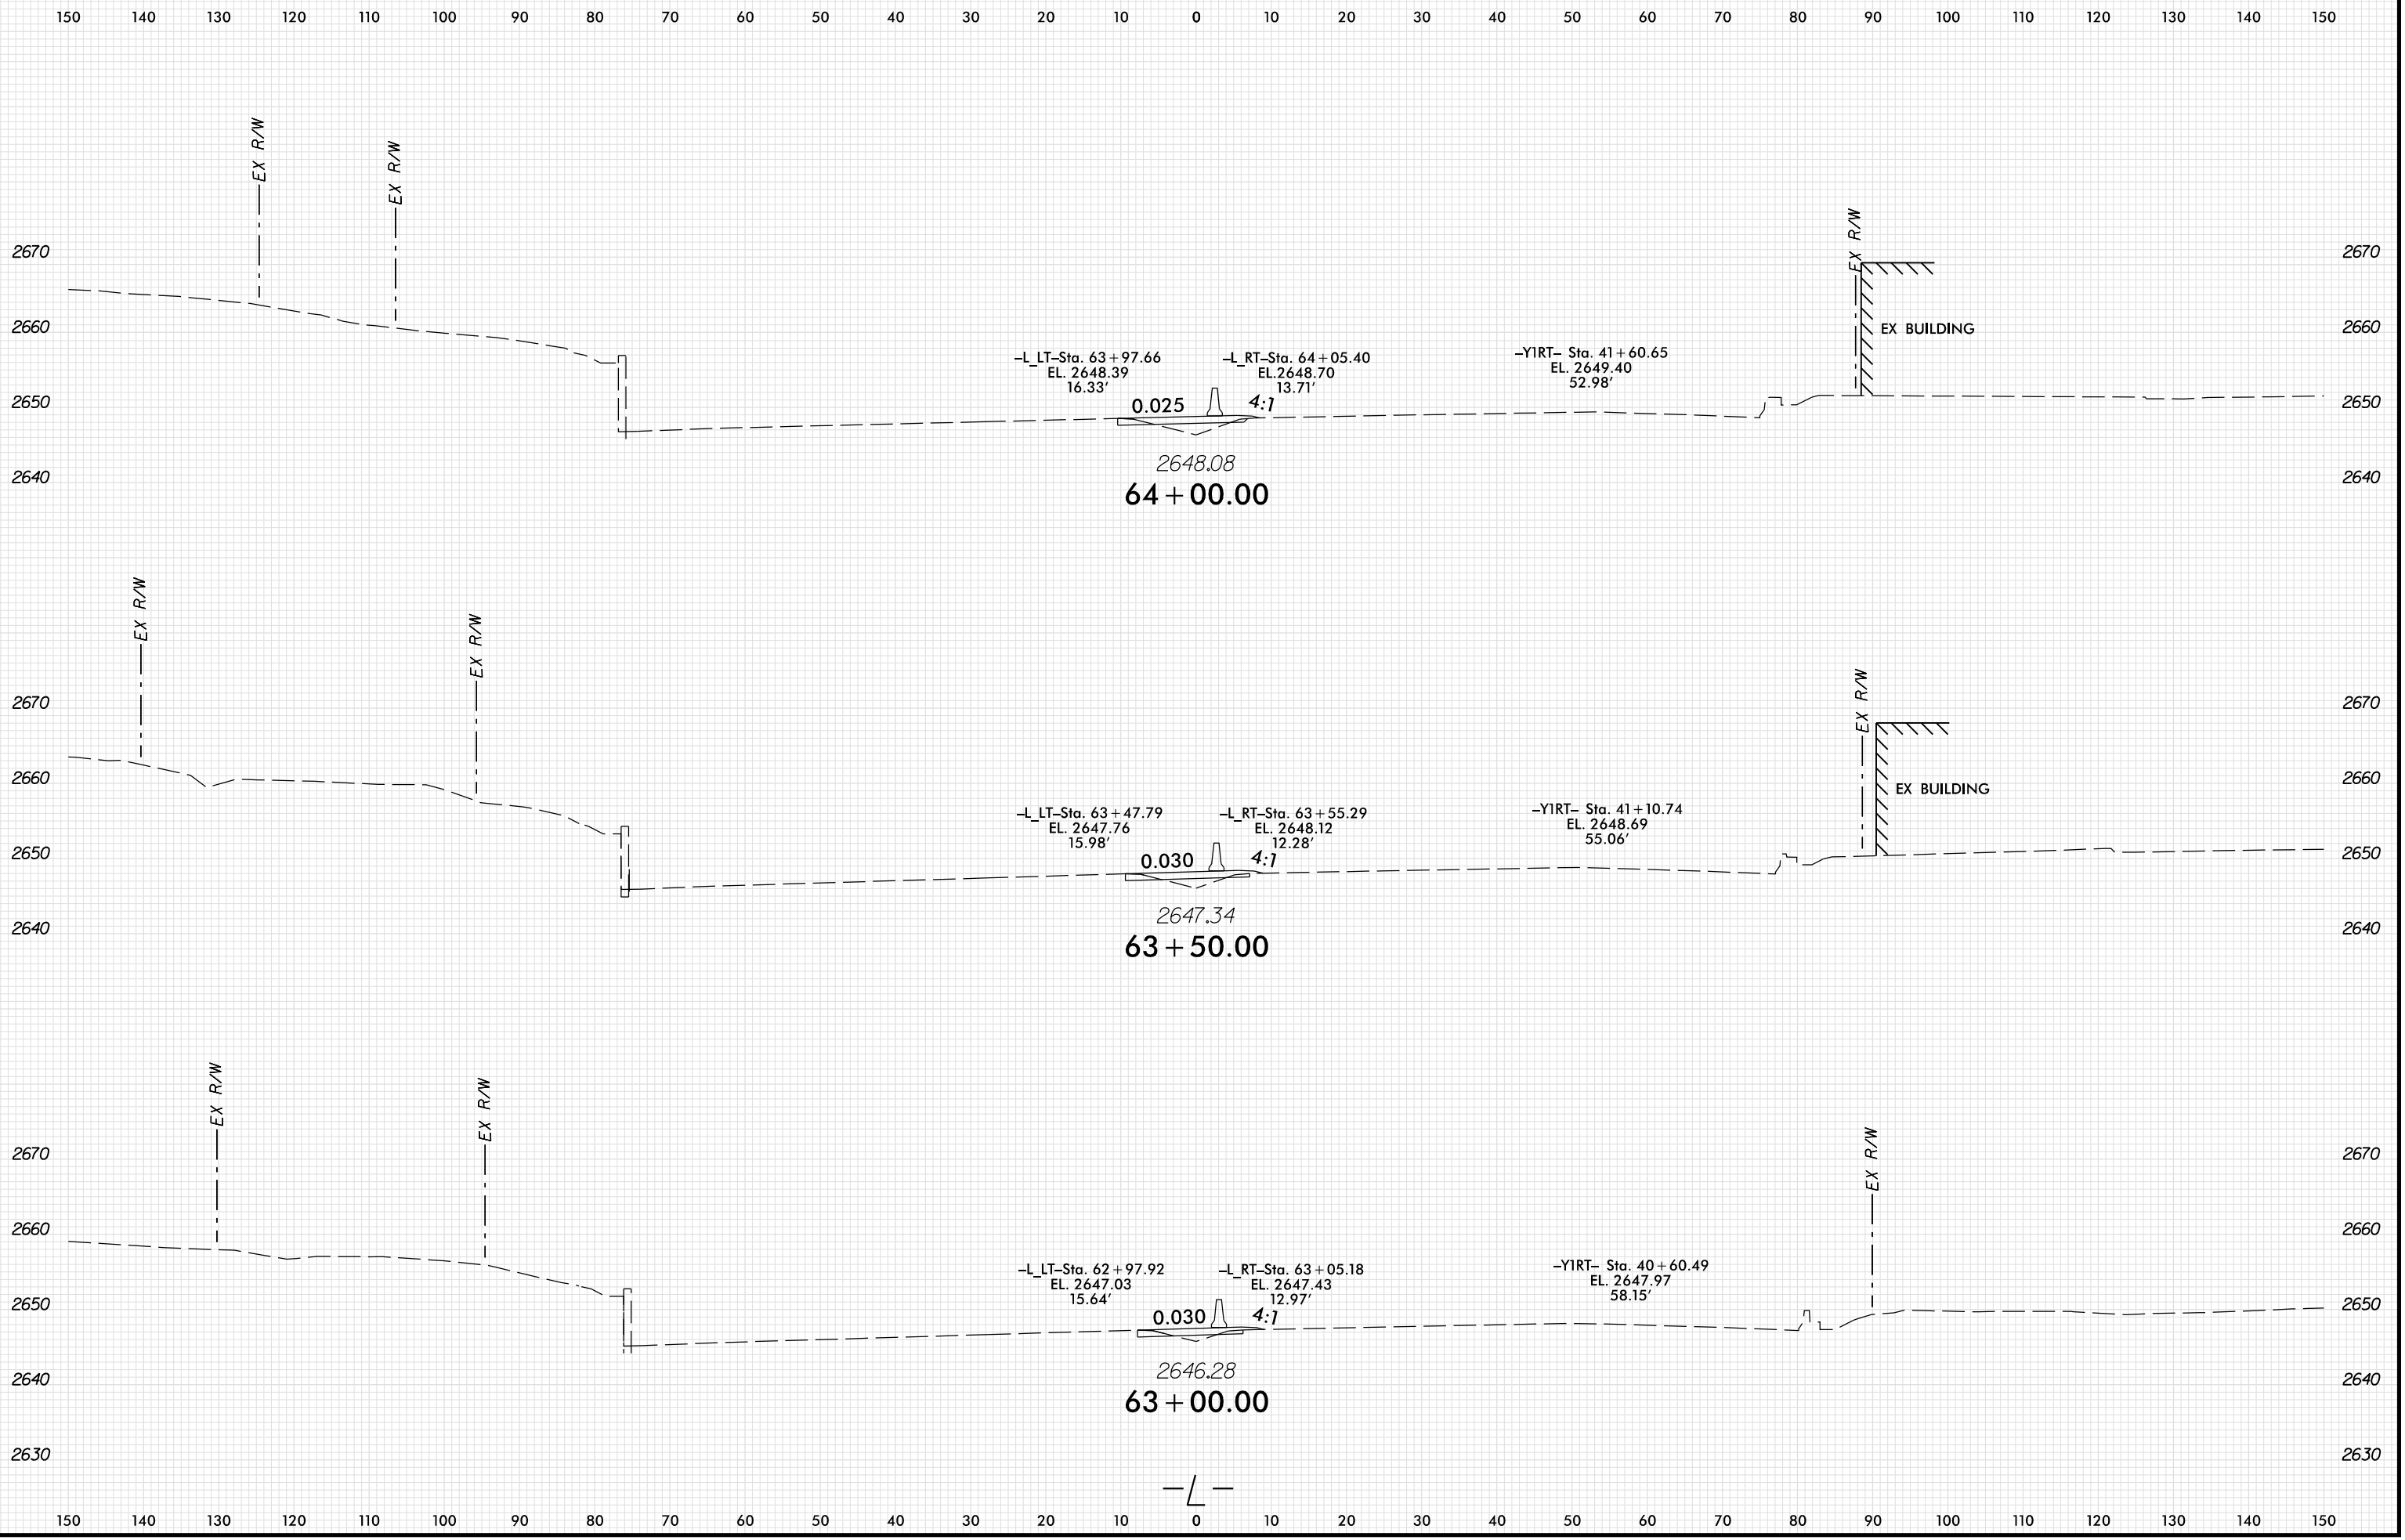 150 140 130 120 110 100 90 80 70 60 50 40 30 20 10 0 10 20 30 40 50 60 70 80 90 100 110 120 130 140 150
EX R/W
EX R/W
EX R/W
2670 2670
2660 2660
EX BUILDING
-L_LT-Sta. 63+97.66
EL. 2648.39
16.33'
-L_RT-Sta. 64+05.40
EL.2648.70
13.71'
-Y1RT- Sta. 41+60.65
EL. 2649.40
52.98'
0.025
4:1
2650 2650
2648.08
2640 2640
64+00.00
EX R/W
EX R/W
EX R/W
2670 2670
2660 2660
EX BUILDING
-L_LT-Sta. 63+47.79
EL. 2647.76
15.98'
-L_RT-Sta. 63+55.29
EL. 2648.12
12.28'
-Y1RT- Sta. 41+10.74
EL. 2648.69
55.06'
0.030
4:1
2650 2650
2647.34
2640 2640
63+50.00
EX R/W
EX R/W
EX R/W
2670 2670
2660 2660
-L_LT-Sta. 62+97.92
EL. 2647.03
15.64'
-L_RT-Sta. 63+05.18
EL. 2647.43
12.97'
-Y1RT- Sta. 40+60.49
EL. 2647.97
58.15'
2650 2650
0.030
4:1
2646.28
2640 2640
63+00.00
2630 2630
-L-
150 140 130 120 110 100 90 80 70 60 50 40 30 20 10 0 10 20 30 40 50 60 70 80 90 100 110 120 130 140 150